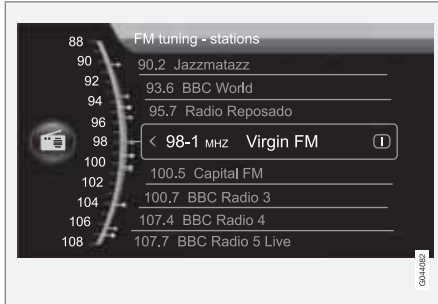 FM tuning - stations
88
90
92
94
96
98
100
102
104
106
108
90.2 Jazzmatazz
93.6 BBC World
95.7 Radio Reposado
98-1 MHZ Virgin FM
100.5 Capital FM
100.7 BBC Radio 3
107.4 BBC Radio 4
107.7 BBC Radio 5 Live
G044082